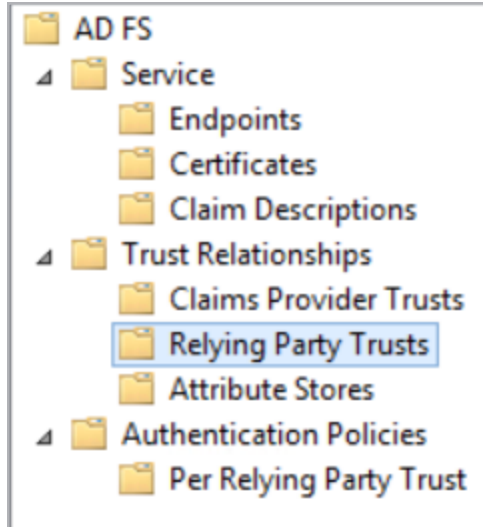 AD FS
Service
Endpoints
Certificates
Claim Descriptions
Trust Relationships
Claims Provider Trusts
Relying Party Trusts
Attribute Stores
Authentication Policies
Per Relying Party Trust